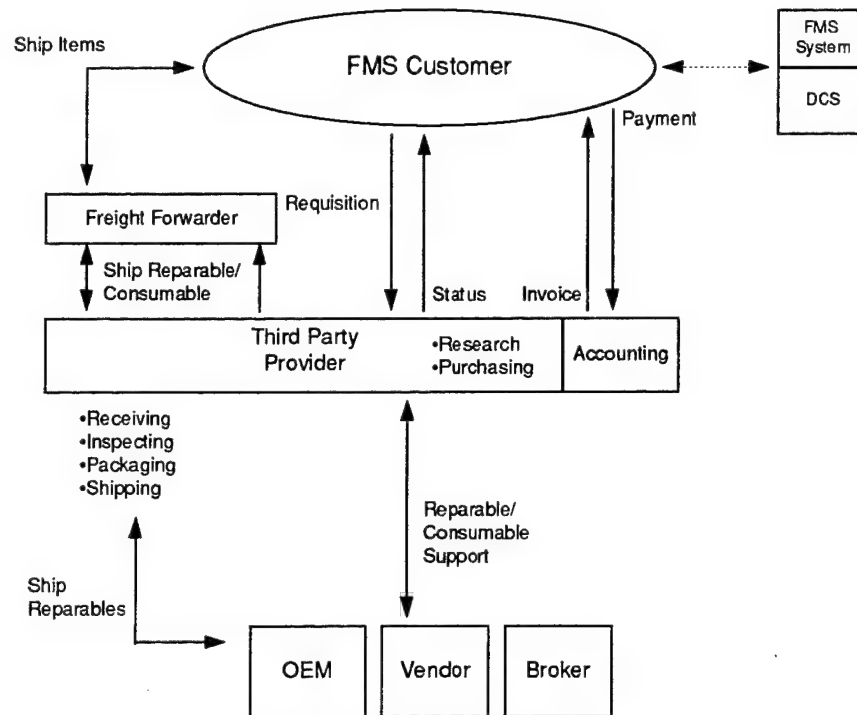 Ship Items
FMS Customer
FMS
System
DCS
Payment
Freight Forwarder
Requisition
Ship Reparable/
Consumable
Status
Invoice
Third Party
Provider
•Research
•Purchasing
Accounting
•Receiving
•Inspecting
•Packaging
•Shipping
Reparable/
Consumable
Support
Ship
Reparables
OEM
Vendor
Broker